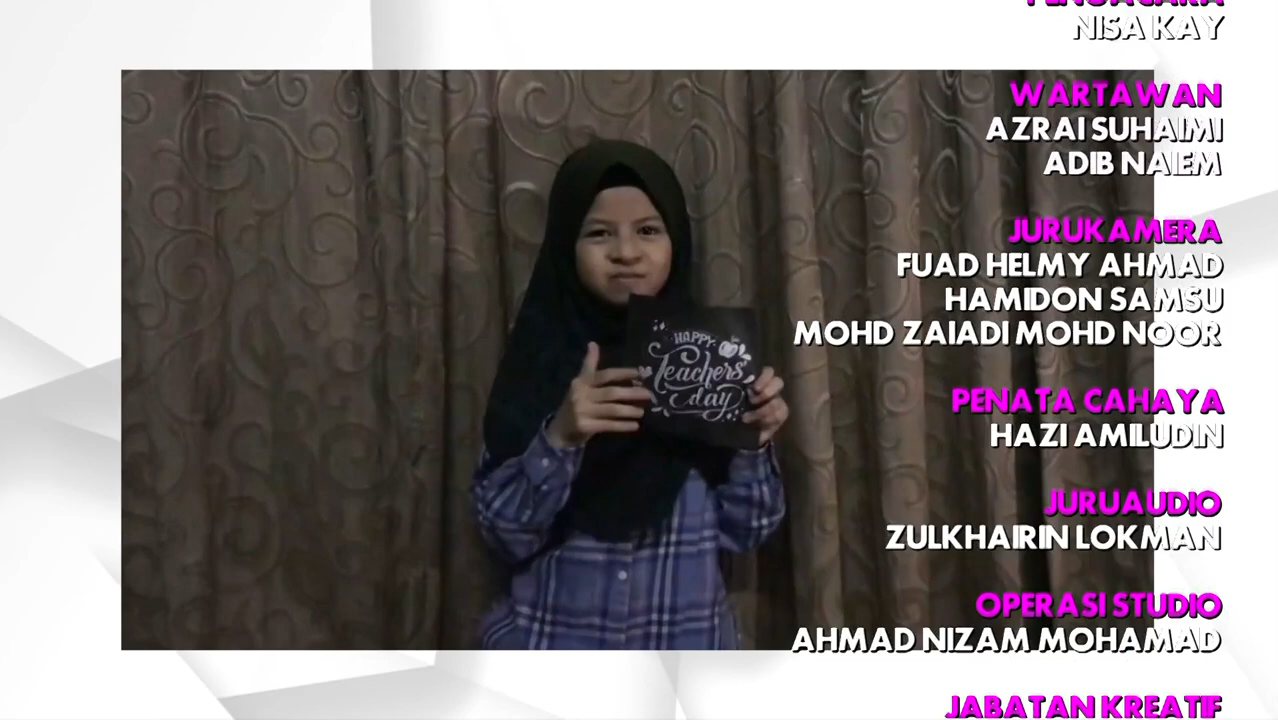 PENGACARA
NISA KAY
WARTAWAN
AZRAI SUHAIMI
ADIB NAIEM
JURUKAMERA
FUAD HELMY AHMAD
HAMIDON SAMSU
MOHD ZAIADI MOHD NOOR
PENATA CAHAYA
HAZI AMILUDIN
JURUAUDIO
ZULKHAIRIN LOKMAN
OPERASI STUDIO
AHMAD NIZAM MOHAMAD
JABATAN KREATIF
HAPPY
Teachers'
day